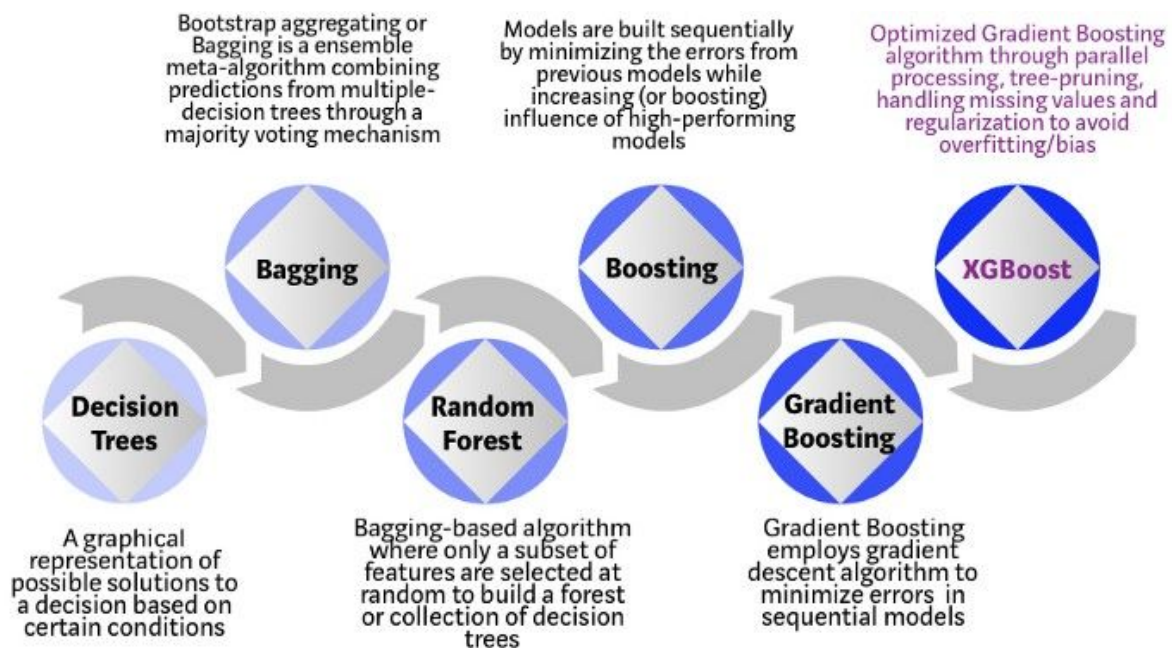 Bootstrap aggregating or
Bagging is a ensemble
meta-algorithm combining
predictions from multiple-
decision trees through a
majority voting mechanism
Models are built sequentially
by minimizing the errors from
previous models while
increasing (or boosting)
influence of high-performing
models
Optimized Gradient Boosting
algorithm through parallel
processing, tree-pruning,
handling missing values and
regularization to avoid
overfitting/bias
Bagging
Boosting
XGBoost
Decision
Trees
Random
Forest
Gradient
Boosting
A graphical
representation of
possible solutions to
a decision based on
certain conditions
Bagging-based algorithm
where only a subset of
features are selected at
random to build a forest
or collection of decision
trees
Gradient Boosting
employs gradient
descent algorithm to
minimize errors in
sequential models